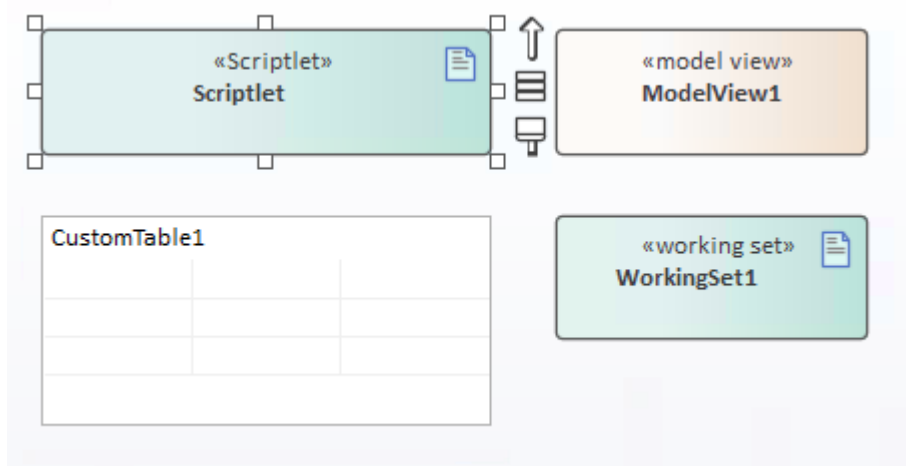 «Scriptlet»
Scriptlet
«model view»
ModelView1
CustomTable1
«working set»
WorkingSet1